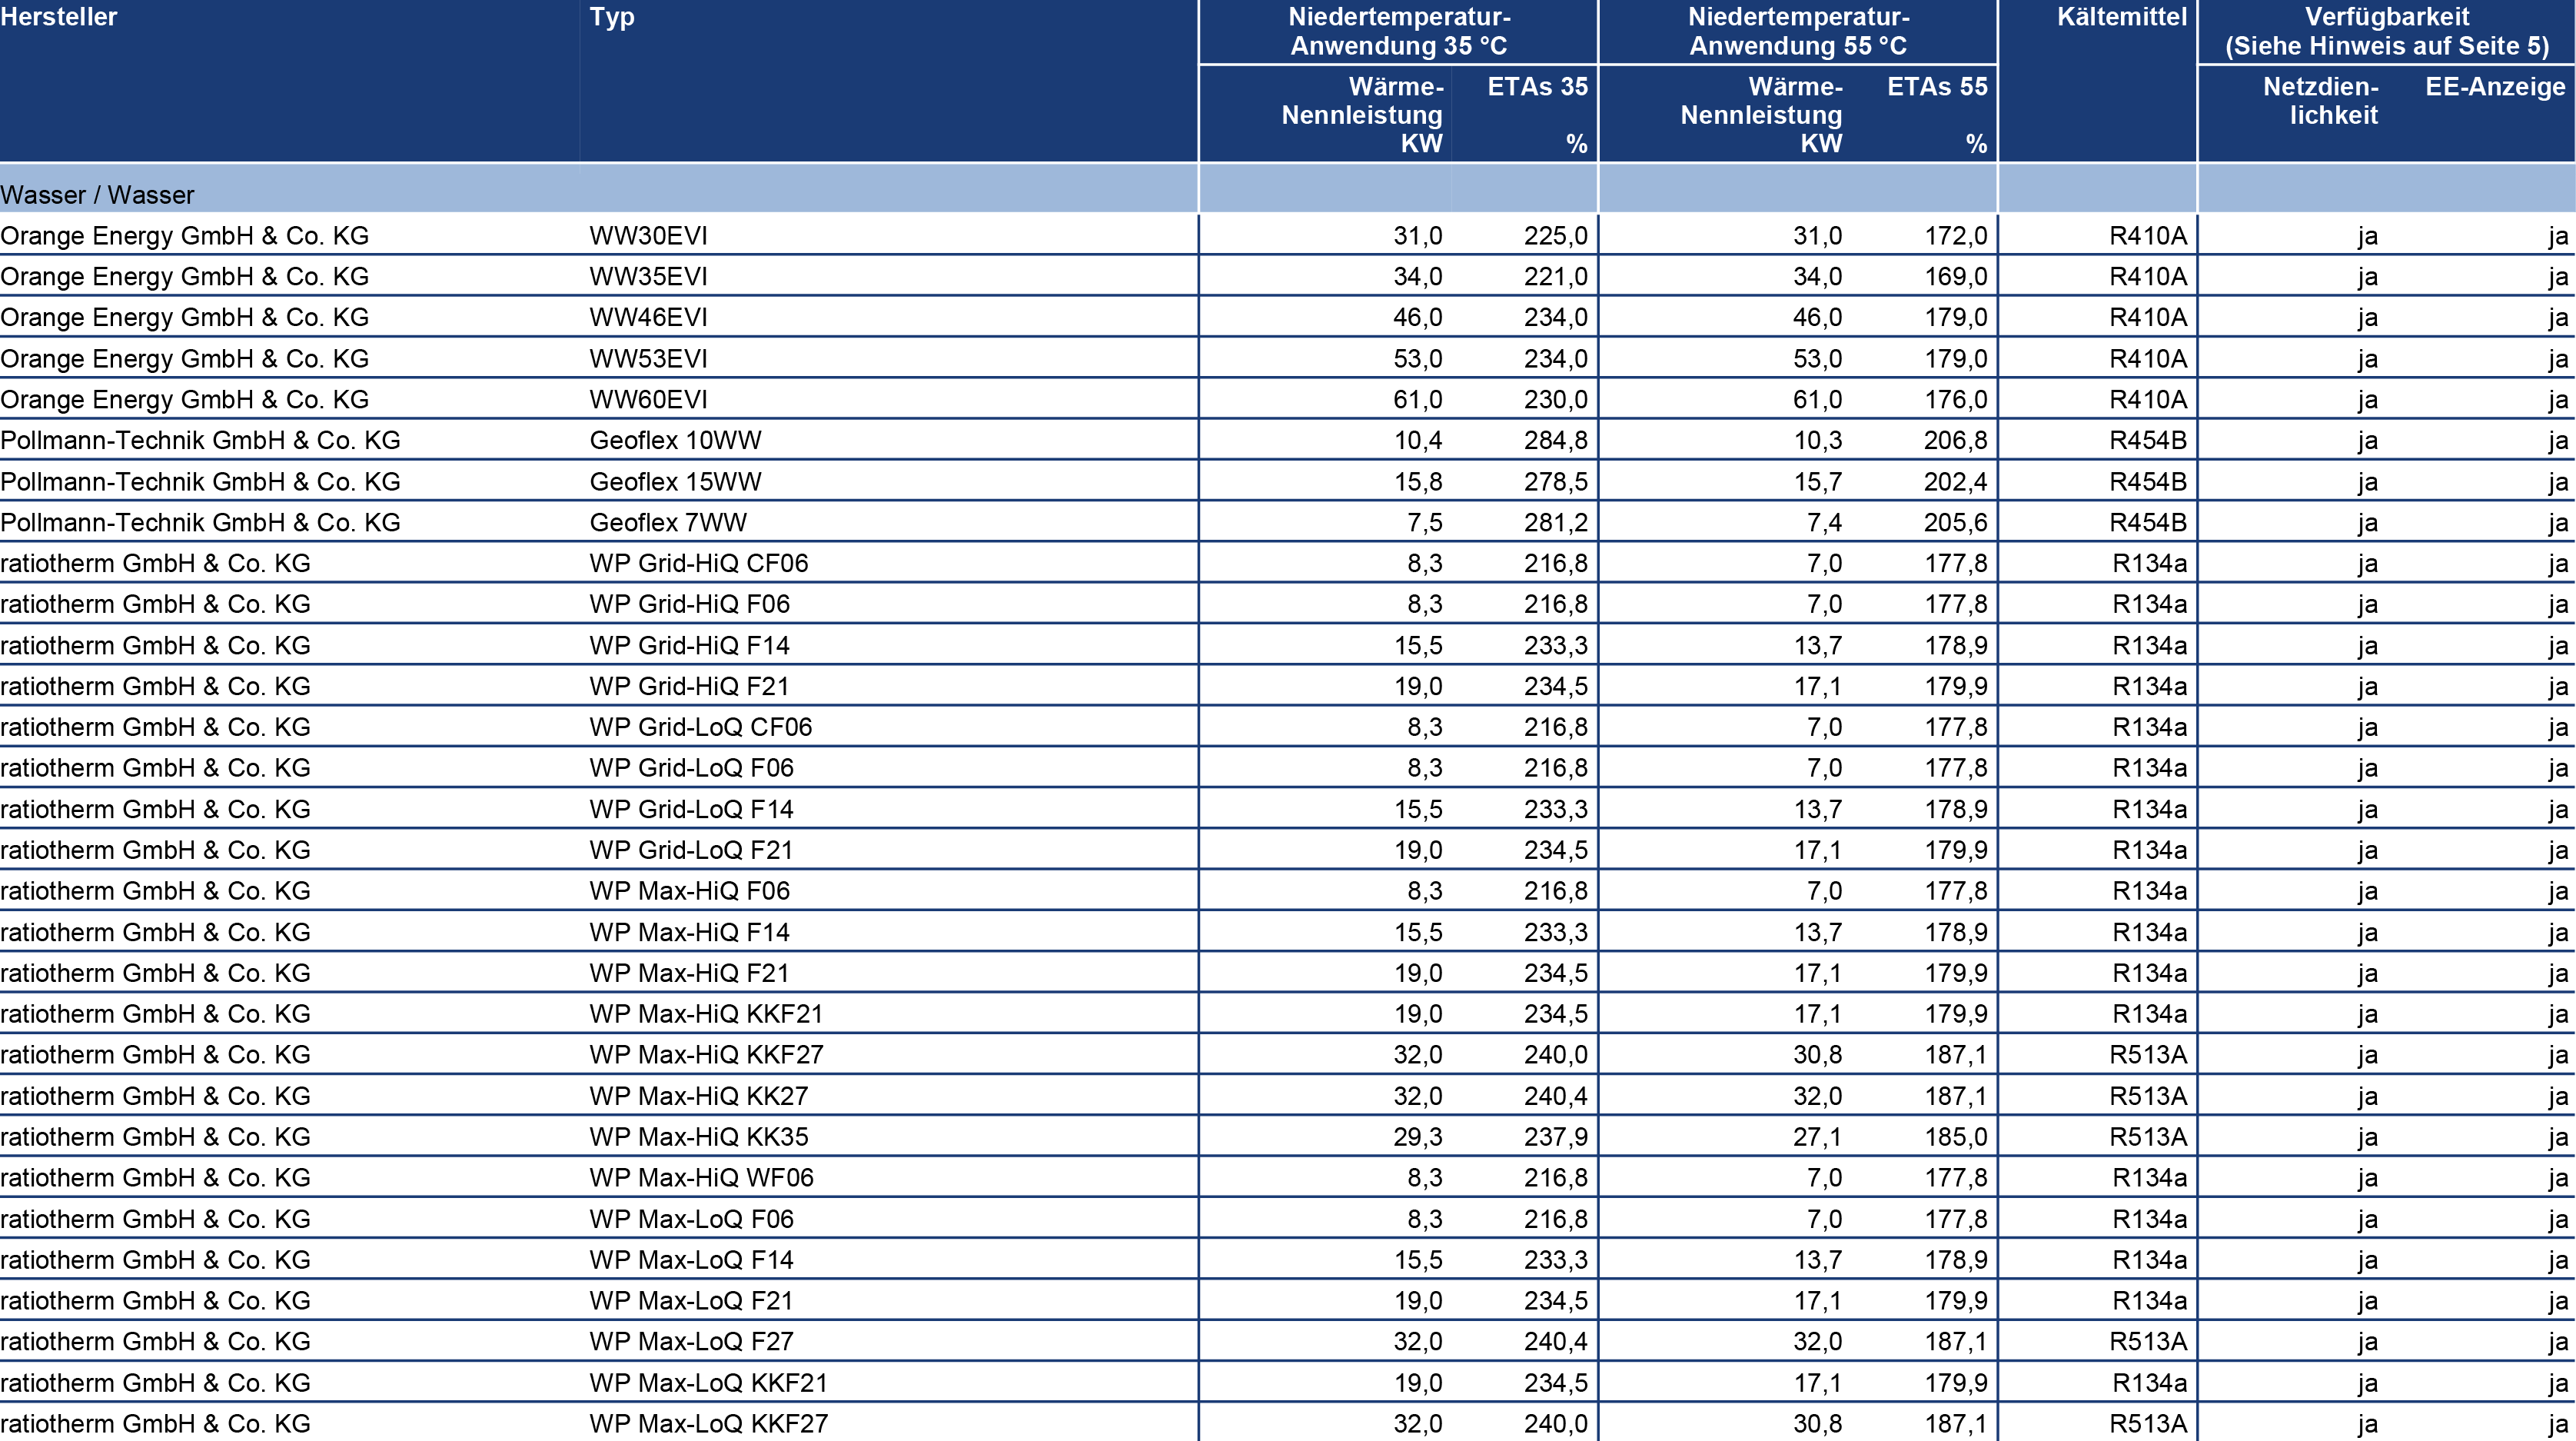 Hersteller Typ Niedertemperatur- Niedertemperatur- Kältemittel Verfügbarkeit
Anwendung 35 °C Anwendung 55 °C (Siehe Hinweis auf Seite 5)
Wärme- ETAs 35 Wärme- ETAs 55 Netzdien- EE-Anzeige
Nennleistung Nennleistung lichkeit
KW % KW %
Wasser / Wasser
Orange Energy GmbH & Co. KG WW30EVI 31,0 225,0 31,0 172,0 R410A ja ja
Orange Energy GmbH & Co. KG WW35EVI 34,0 221,0 34,0 169,0 R410A ja ja
Orange Energy GmbH & Co. KG WW46EVI 46,0 234,0 46,0 179,0 R410A ja ja
Orange Energy GmbH & Co. KG WW53EVI 53,0 234,0 53,0 179,0 R410A ja ja
Orange Energy GmbH & Co. KG WW60EVI 61,0 230,0 61,0 176,0 R410A ja ja
Pollmann-Technik GmbH & Co. KG Geoflex 10WW 10,4 284,8 10,3 206,8 R454B ja ja
Pollmann-Technik GmbH & Co. KG Geoflex 15WW 15,8 278,5 15,7 202,4 R454B ja ja
Pollmann-Technik GmbH & Co. KG Geoflex 7WW 7,5 281,2 7,4 205,6 R454B ja ja
ratiotherm GmbH & Co. KG WP Grid-HiQ CF06 8,3 216,8 7,0 177,8 R134a ja ja
ratiotherm GmbH & Co. KG WP Grid-HiQ F06 8,3 216,8 7,0 177,8 R134a ja ja
ratiotherm GmbH & Co. KG WP Grid-HiQ F14 15,5 233,3 13,7 178,9 R134a ja ja
ratiotherm GmbH & Co. KG WP Grid-HiQ F21 19,0 234,5 17,1 179,9 R134a ja ja
ratiotherm GmbH & Co. KG WP Grid-LoQ CF06 8,3 216,8 7,0 177,8 R134a ja ja
ratiotherm GmbH & Co. KG WP Grid-LoQ F06 8,3 216,8 7,0 177,8 R134a ja ja
ratiotherm GmbH & Co. KG WP Grid-LoQ F14 15,5 233,3 13,7 178,9 R134a ja ja
ratiotherm GmbH & Co. KG WP Grid-LoQ F21 19,0 234,5 17,1 179,9 R134a ja ja
ratiotherm GmbH & Co. KG WP Max-HiQ F06 8,3 216,8 7,0 177,8 R134a ja ja
ratiotherm GmbH & Co. KG WP Max-HiQ F14 15,5 233,3 13,7 178,9 R134a ja ja
ratiotherm GmbH & Co. KG WP Max-HiQ F21 19,0 234,5 17,1 179,9 R134a ja ja
ratiotherm GmbH & Co. KG WP Max-HiQ KKF21 19,0 234,5 17,1 179,9 R134a ja ja
ratiotherm GmbH & Co. KG WP Max-HiQ KKF27 32,0 240,0 30,8 187,1 R513A ja ja
ratiotherm GmbH & Co. KG WP Max-HiQ KK27 32,0 240,4 32,0 187,1 R513A ja ja
ratiotherm GmbH & Co. KG WP Max-HiQ KK35 29,3 237,9 27,1 185,0 R513A ja ja
ratiotherm GmbH & Co. KG WP Max-HiQ WF06 8,3 216,8 7,0 177,8 R134a ja ja
ratiotherm GmbH & Co. KG WP Max-LoQ F06 8,3 216,8 7,0 177,8 R134a ja ja
ratiotherm GmbH & Co. KG WP Max-LoQ F14 15,5 233,3 13,7 178,9 R134a ja ja
ratiotherm GmbH & Co. KG WP Max-LoQ F21 19,0 234,5 17,1 179,9 R134a ja ja
ratiotherm GmbH & Co. KG WP Max-LoQ F27 32,0 240,4 32,0 187,1 R513A ja ja
ratiotherm GmbH & Co. KG WP Max-LoQ KKF21 19,0 234,5 17,1 179,9 R134a ja ja
ratiotherm GmbH & Co. KG WP Max-LoQ KKF27 32,0 240,0 30,8 187,1 R513A ja ja